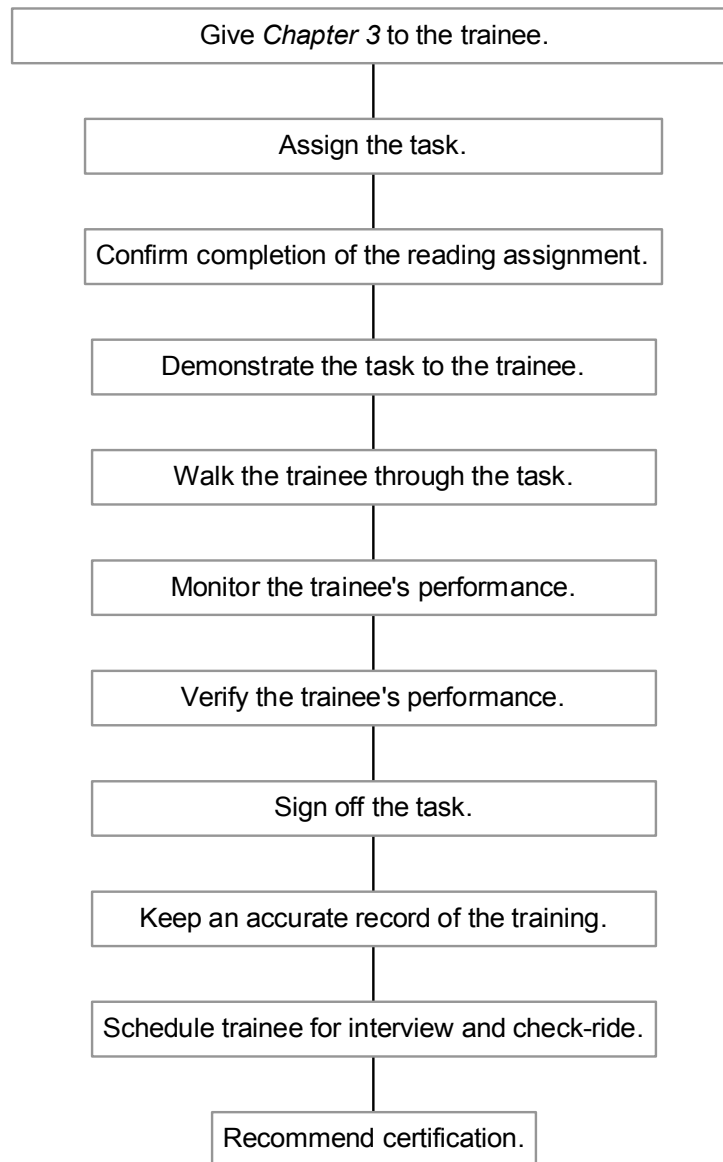 Give Chapter 3 to the trainee.
Assign the task.
Confirm completion of the reading assignment.
Demonstrate the task to the trainee.
Walk the trainee through the task.
Monitor the trainee's performance.
Verify the trainee's performance.
Sign off the task.
Keep an accurate record of the training.
Schedule trainee for interview and check-ride.
Recommend certification.